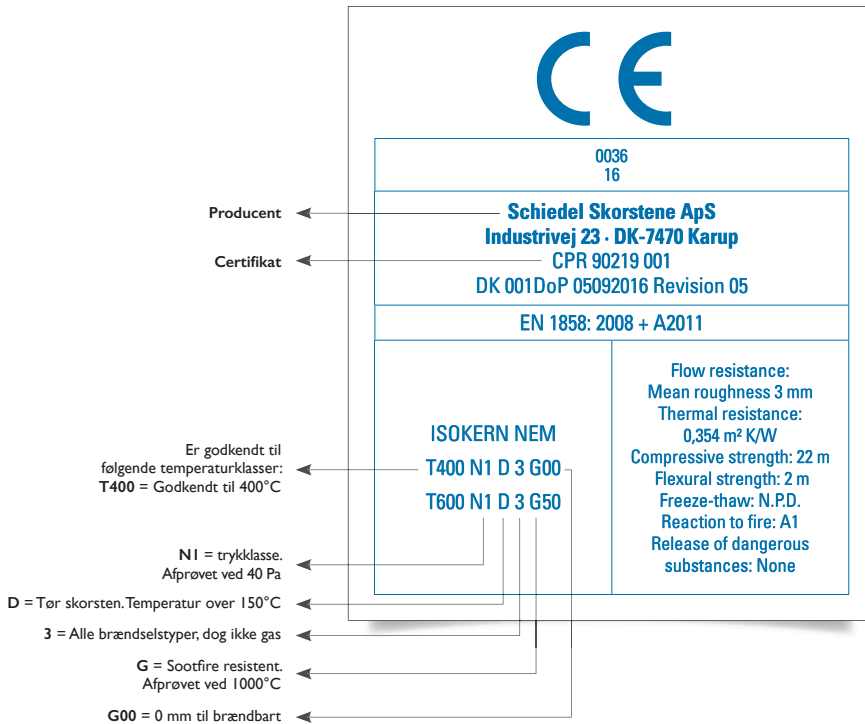 CE
0036
16
Producent
Schiedel Skorstene ApS
Industrivej 23 · DK-7470 Karup
Certifikat
CPR 90219 001
DK 001DoP 05092016 Revision 05
EN 1858: 2008 + A2011
Er godkendt til
følgende temperaturklasser:
T400 = Godkendt til 400°C
ISOKERN NEM
T400 N1 D 3 G00
T600 N1 D 3 G50
Flow resistance:
Mean roughness 3 mm
Thermal resistance:
0,354 m² K/W
Compressive strength: 22 m
Flexural strength: 2 m
Freeze-thaw: N.P.D.
Reaction to fire: A1
Release of dangerous
substances: None
N1 = trykklasse.
Afprøvet ved 40 Pa
D = Tør skorsten. Temperatur over 150°C
3 = Alle brændselstyper, dog ikke gas
G = Sootfire resistent.
Afprøvet ved 1000°C
G00 = 0 mm til brændbart